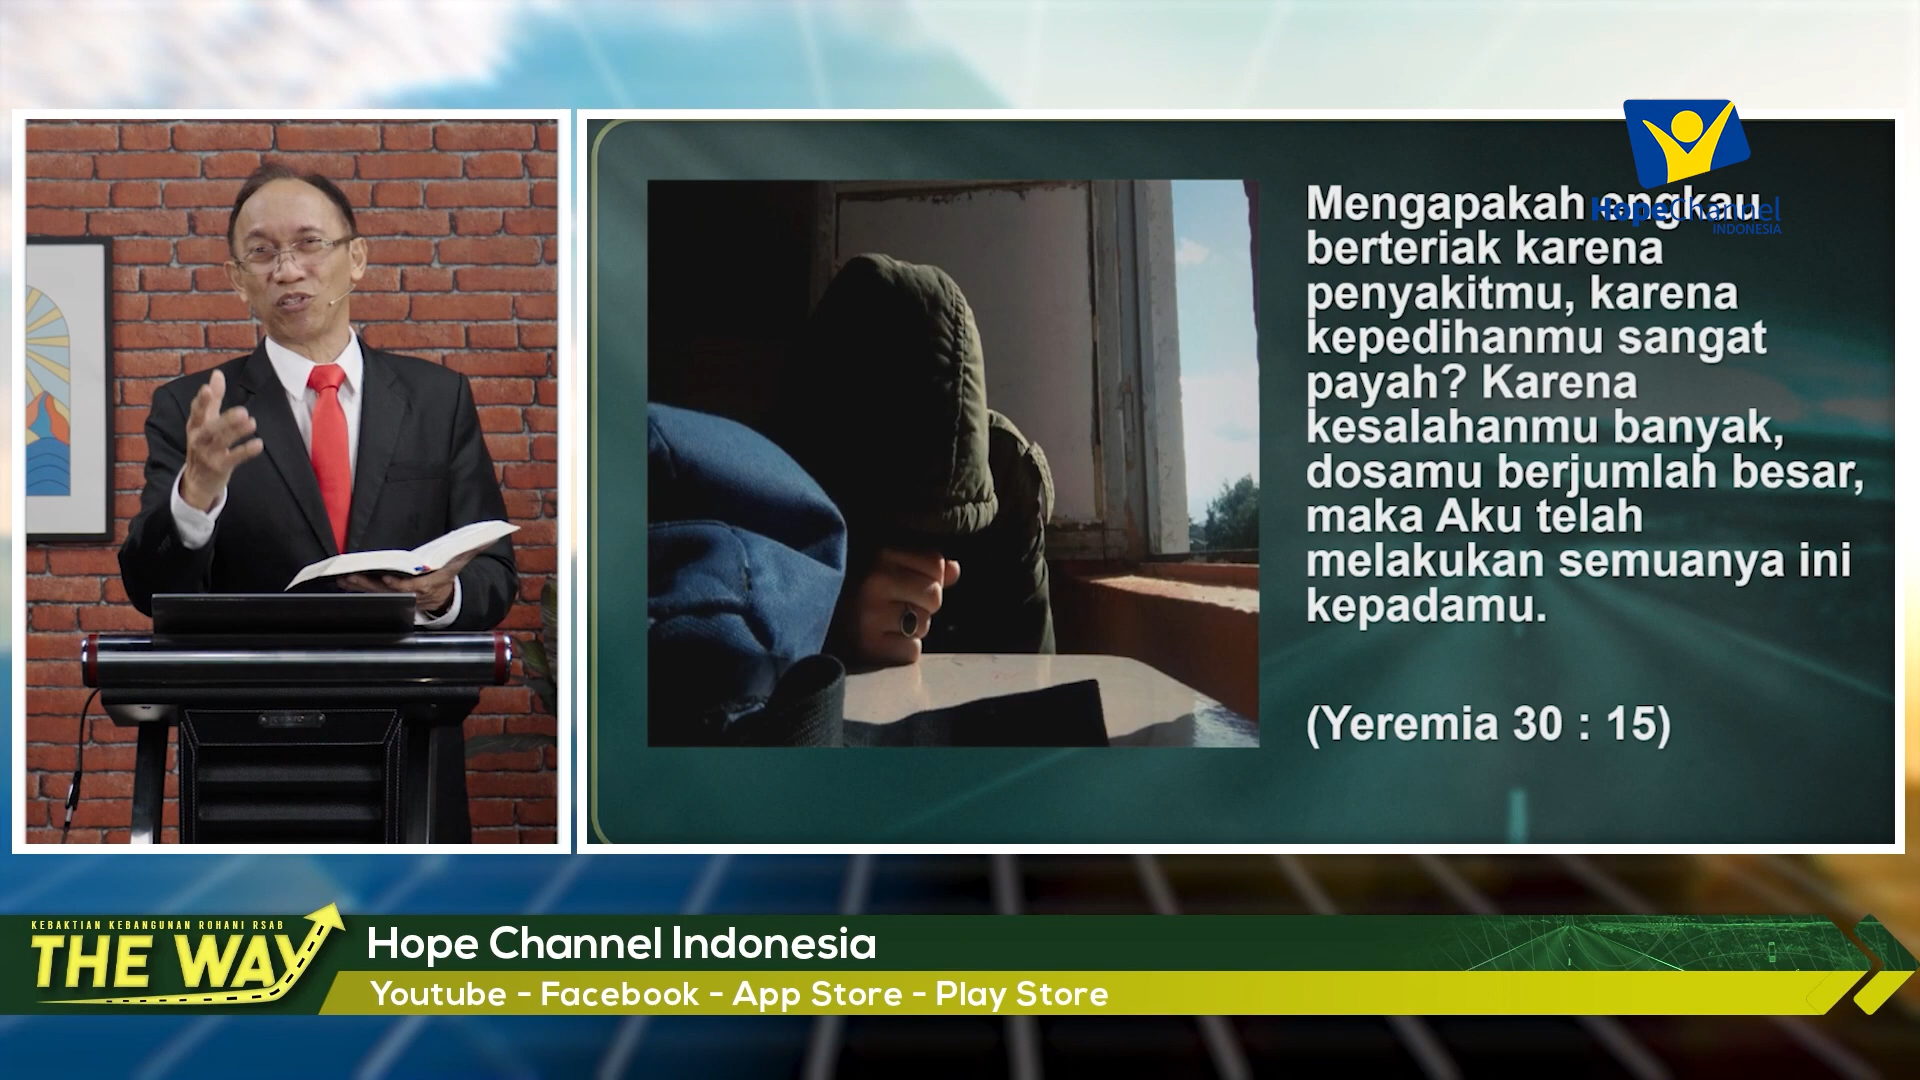 Mengapakah engkau
berteriak karena
penyakitmu, karena
kepedihanmu sangat
payah? Karena
kesalahanmu banyak,
dosamu berjumlah besar,
maka Aku telah
melakukan semuanya ini
kepadamu.
(Yeremia 30 : 15)
HopeChannel
INDONESIA
KEBAKTIAN KEBANGUNAN ROHANI RSAB
THE WAY
Hope Channel Indonesia
Youtube - Facebook - App Store - Play Store